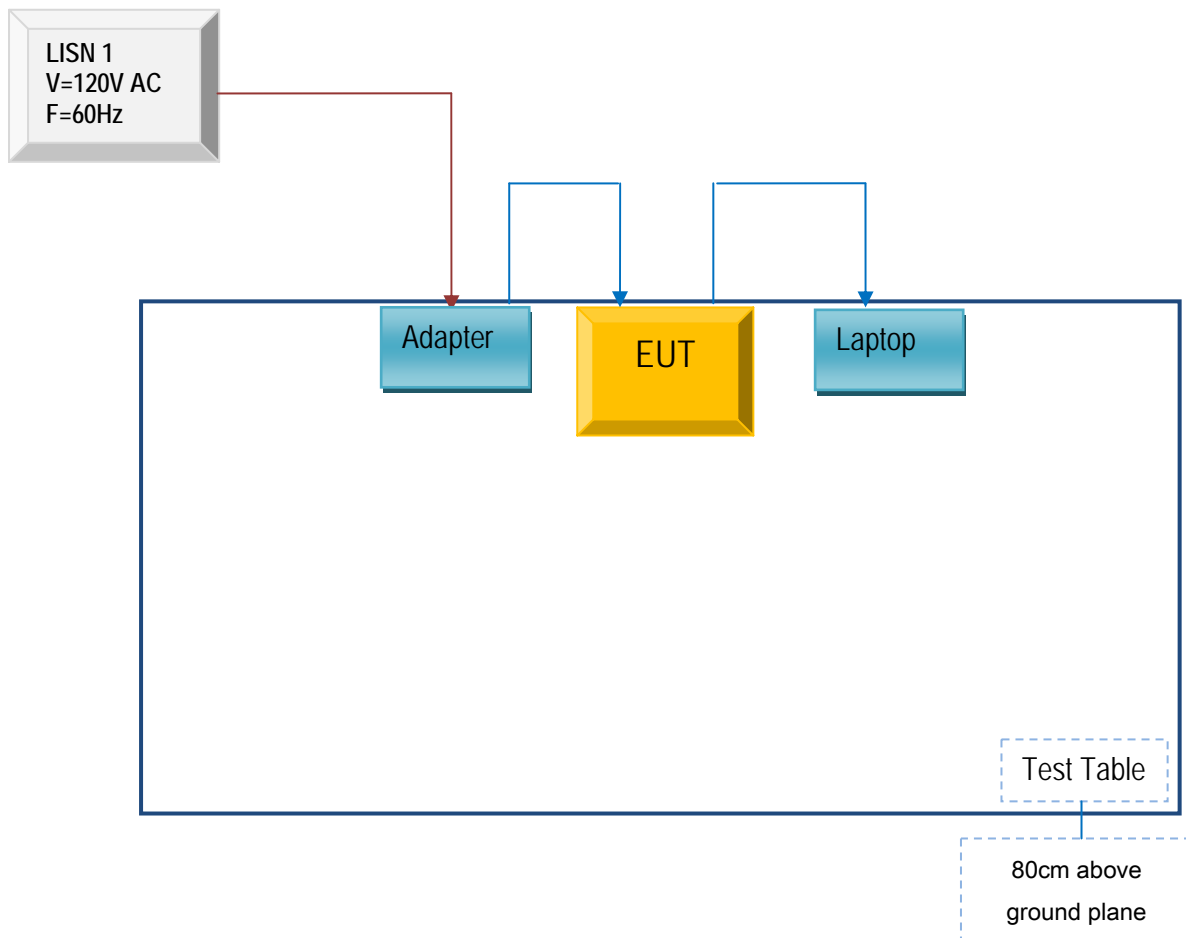 LISN 1
V=120V AC
F=60Hz
Adapter
EUT
Laptop
Test Table
80cm above
ground plane